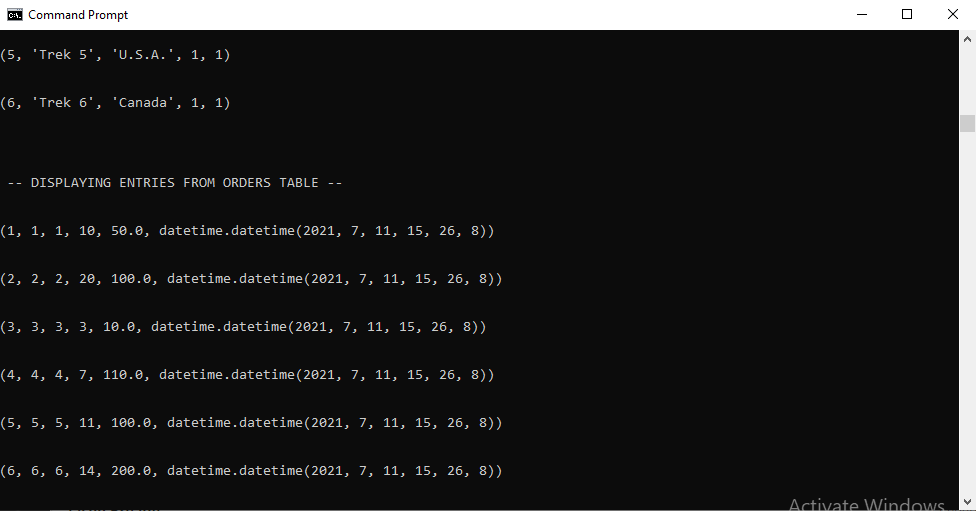 Command Prompt
(5, 'Trek 5', 'U.S.A.', 1, 1)
(6, 'Trek 6', 'Canada', 1, 1)
-- DISPLAYING ENTRIES FROM ORDERS TABLE --
(1, 1, 1, 10, 50.0, datetime.datetime(2021, 7, 11, 15, 26, 8))
(2, 2, 2, 20, 100.0, datetime.datetime(2021, 7, 11, 15, 26, 8))
(3, 3, 3, 3, 10.0, datetime.datetime(2021, 7, 11, 15, 26, 8))
(4, 4, 4, 7, 110.0, datetime.datetime(2021, 7, 11, 15, 26, 8))
(5, 5, 5, 11, 100.0, datetime.datetime(2021, 7, 11, 15, 26, 8))
(6, 6, 6, 14, 200.0, datetime.datetime(2021, 7, 11, 15, 26, 8))
Activate Windows